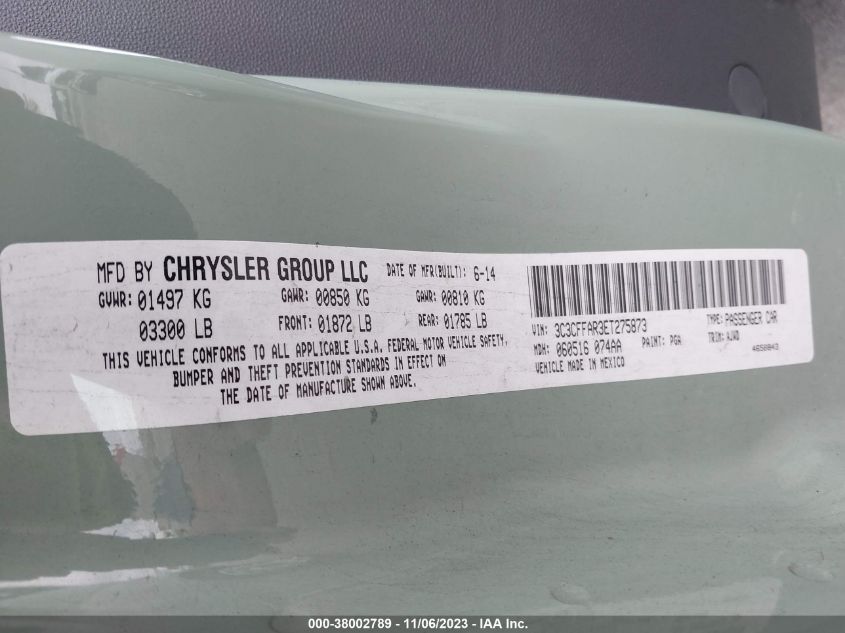 MFD BY CHRYSLER GROUP LLC DATE OF MFR(BUILT): 6-14
GVWR: 01497 KG GAWR: 00850 KG GAWR: 00810 KG
03300 LB FRONT: 01872 LB REAR: 01785 LB
THIS VEHICLE CONFORMS TO ALL APPLICABLE U.S.A. FEDERAL MOTOR VEHICLE SAFETY,
BUMPER AND THEFT PREVENTION STANDARDS IN EFFECT ON
THE DATE OF MANUFACTURE SHOWN ABOVE.
VIN: 3C3CFFAR3ET275873 TYPE: PASSENGER CAR
MDH: 060516 074AA PAINT: PGA TRIM: AJWD
VEHICLE MADE IN MEXICO 4656843
000-38002789 - 11/06/2023 - IAA Inc.